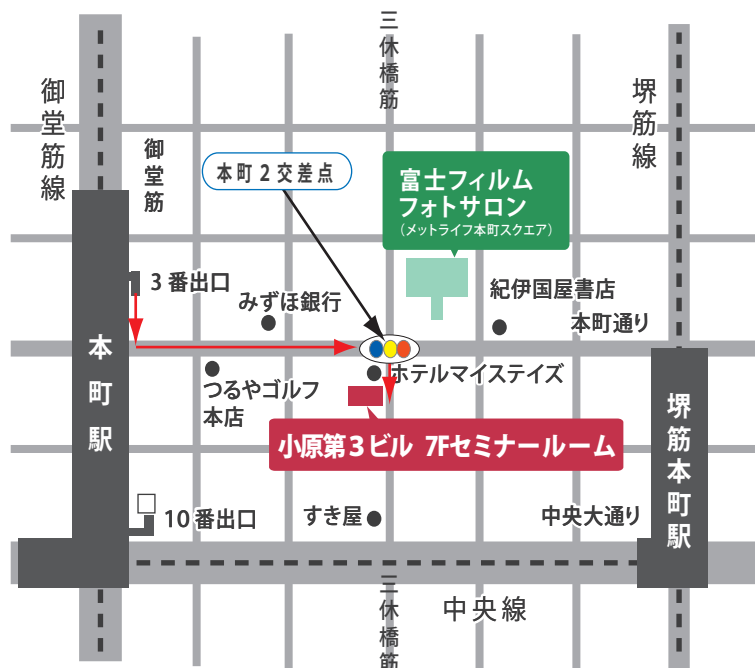 三休橋筋
御堂筋線
御堂筋
堺筋線
本町2交差点
富士フィルム
フォトサロン
(メットライフ本町スクエア)
3番出口
みずほ銀行
紀伊国屋書店
本町通り
本町駅
つるやゴルフ
本店
ホテルマイステイズ
小原第3ビル 7Fセミナールーム
堺筋本町駅
10番出口
すき屋
中央大通り
三休橋筋
中央線